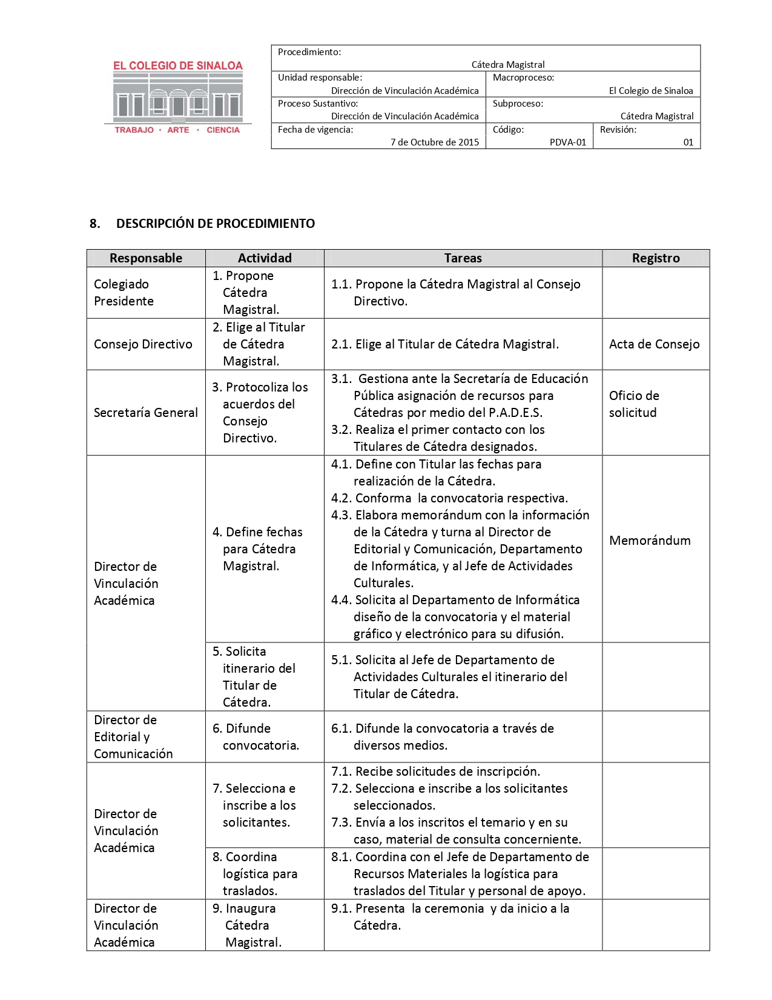 EL COLEGIO DE SINALOA
TRABAJO · ARTE · CIENCIA
Procedimiento:
Cátedra Magistral
Unidad responsable:
Dirección de Vinculación Académica
Macroproceso:
El Colegio de Sinaloa
Proceso Sustantivo:
Dirección de Vinculación Académica
Subproceso:
Cátedra Magistral
Fecha de vigencia:
7 de Octubre de 2015
Código:
PDVA-01
Revisión:
01
8. DESCRIPCIÓN DE PROCEDIMIENTO
Responsable
Actividad
Tareas
Registro
Colegiado
Presidente
1. Propone
Cátedra
Magistral.
1.1. Propone la Cátedra Magistral al Consejo
Directivo.
Consejo Directivo
2. Elige al Titular
de Cátedra
Magistral.
2.1. Elige al Titular de Cátedra Magistral.
Acta de Consejo
Secretaría General
3. Protocoliza los
acuerdos del
Consejo
Directivo.
3.1. Gestiona ante la Secretaría de Educación
Pública asignación de recursos para
Cátedras por medio del P.A.D.E.S.
3.2. Realiza el primer contacto con los
Titulares de Cátedra designados.
Oficio de
solicitud
Director de
Vinculación
Académica
4. Define fechas
para Cátedra
Magistral.
4.1. Define con Titular las fechas para
realización de la Cátedra.
4.2. Conforma la convocatoria respectiva.
4.3. Elabora memorándum con la información
de la Cátedra y turna al Director de
Editorial y Comunicación, Departamento
de Informática, y al Jefe de Actividades
Culturales.
4.4. Solicita al Departamento de Informática
diseño de la convocatoria y el material
gráfico y electrónico para su difusión.
Memorándum
5. Solicita
itinerario del
Titular de
Cátedra.
5.1. Solicita al Jefe de Departamento de
Actividades Culturales el itinerario del
Titular de Cátedra.
Director de
Editorial y
Comunicación
6. Difunde
convocatoria.
6.1. Difunde la convocatoria a través de
diversos medios.
Director de
Vinculación
Académica
7. Selecciona e
inscribe a los
solicitantes.
7.1. Recibe solicitudes de inscripción.
7.2. Selecciona e inscribe a los solicitantes
seleccionados.
7.3. Envía a los inscritos el temario y en su
caso, material de consulta concerniente.
8. Coordina
logística para
traslados.
8.1. Coordina con el Jefe de Departamento de
Recursos Materiales la logística para
traslados del Titular y personal de apoyo.
Director de
Vinculación
Académica
9. Inaugura
Cátedra
Magistral.
9.1. Presenta la ceremonia y da inicio a la
Cátedra.